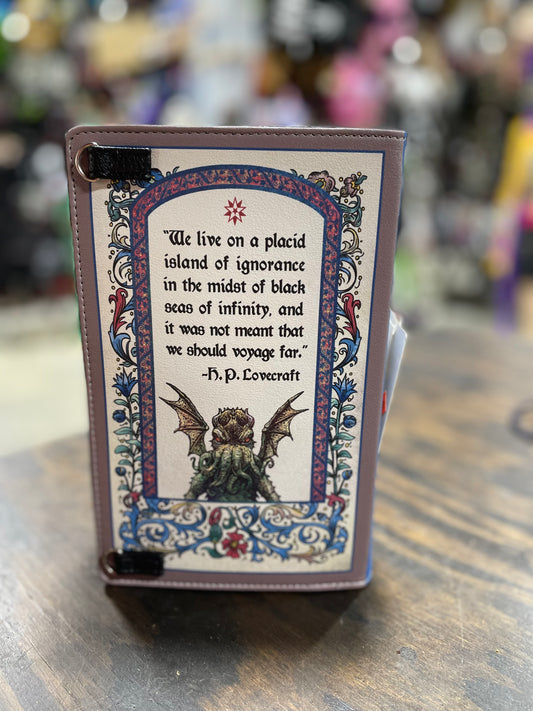 “We live on a placid
island of ignorance
in the midst of black
seas of infinity, and
it was not meant that
we should voyage far.”
-H. P. Lovecraft